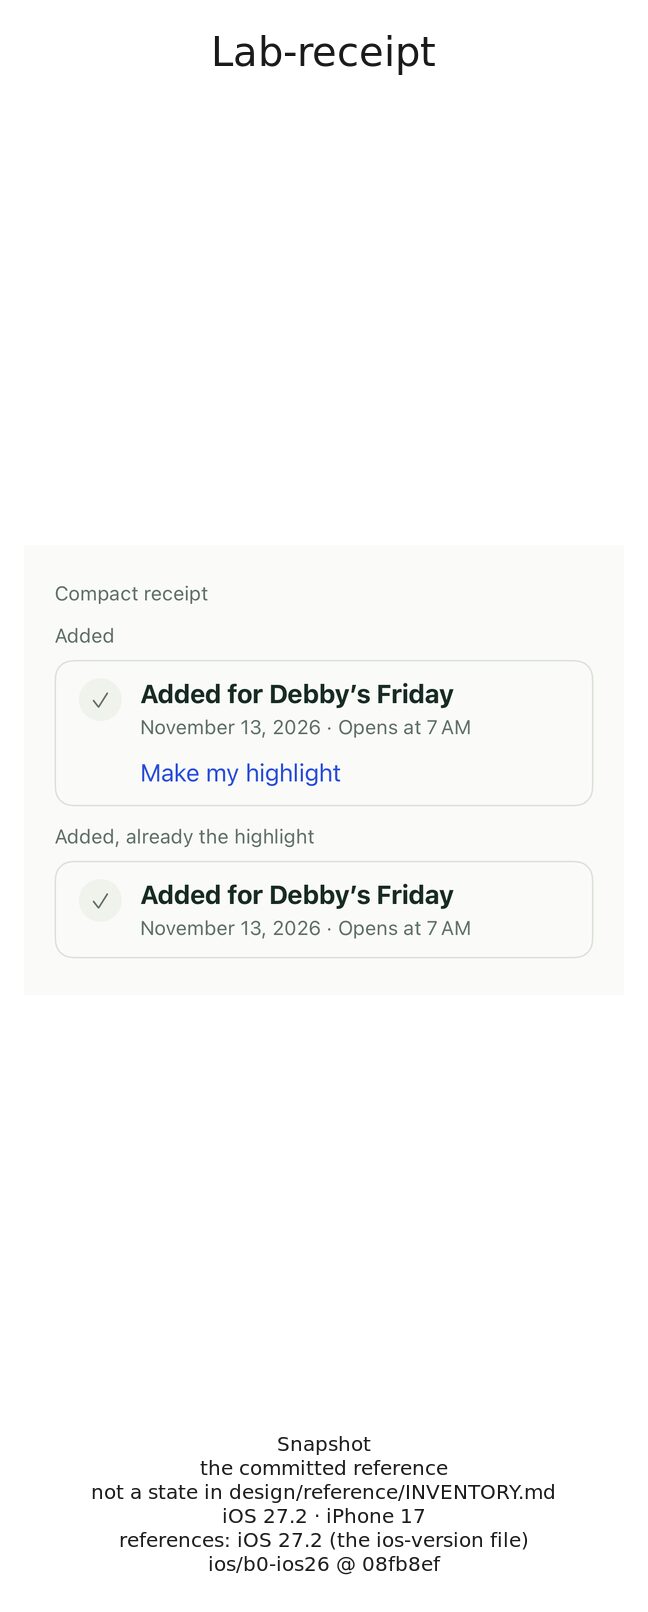 Lab-receipt
Compact receipt
Added
Added for Debby’s Friday
November 13, 2026 · Opens at 7 AM
Make my highlight
Added, already the highlight
Added for Debby’s Friday
November 13, 2026 · Opens at 7 AM
Snapshot
the committed reference
not a state in design/reference/INVENTORY.md
iOS 27.2 · iPhone 17
references: iOS 27.2 (the ios-version file)
ios/b0-ios26 @ 08fb8ef